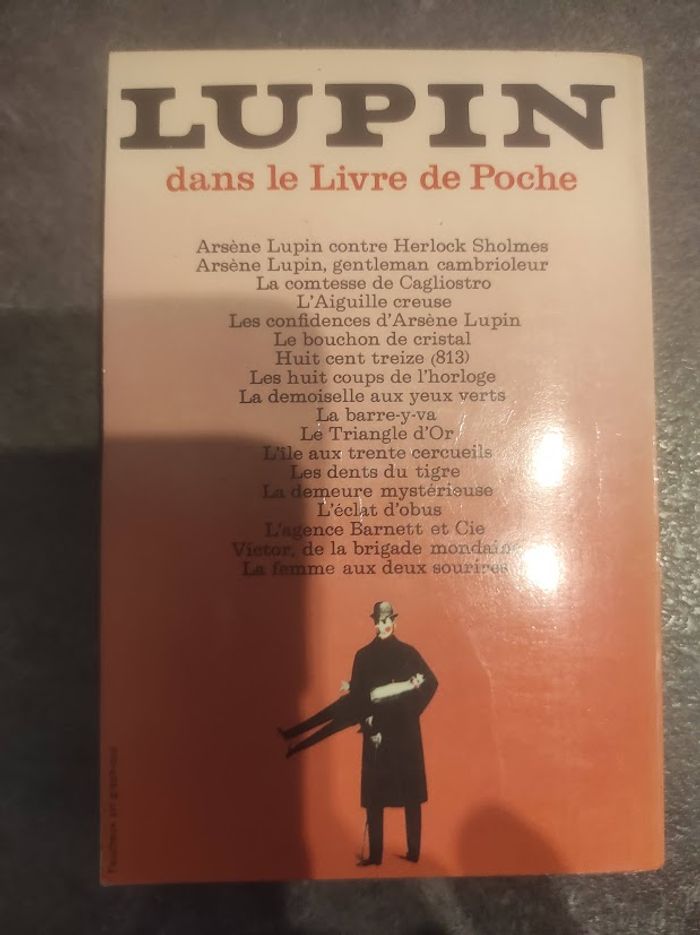 LUPIN
dans le Livre de Poche
Arsène Lupin contre Herlock Sholmes
Arsène Lupin, gentleman cambrioleur
La comtesse de Cagliostro
L'Aiguille creuse
Les confidences d'Arsène Lupin
Le bouchon de cristal
Huit cent treize (813)
Les huit coups de l'horloge
La demoiselle aux yeux verts
La barre-y-va
Le Triangle d'Or
L'île aux trente cercueils
Les dents du tigre
La demeure mystérieuse
L'éclat d'obus
L'agence Barnett et Cie
Victor, de la brigade mondaine
La femme aux deux sourires